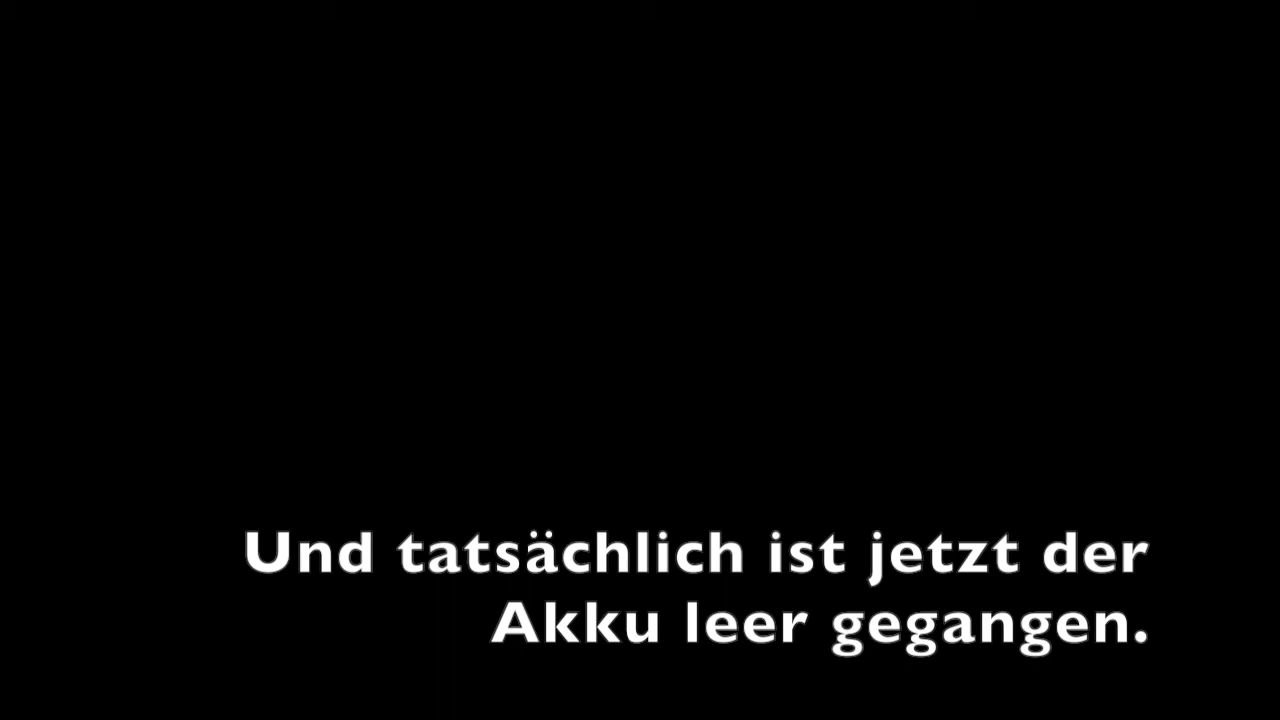 Und tatsächlich ist jetzt der
Akku leer gegangen.